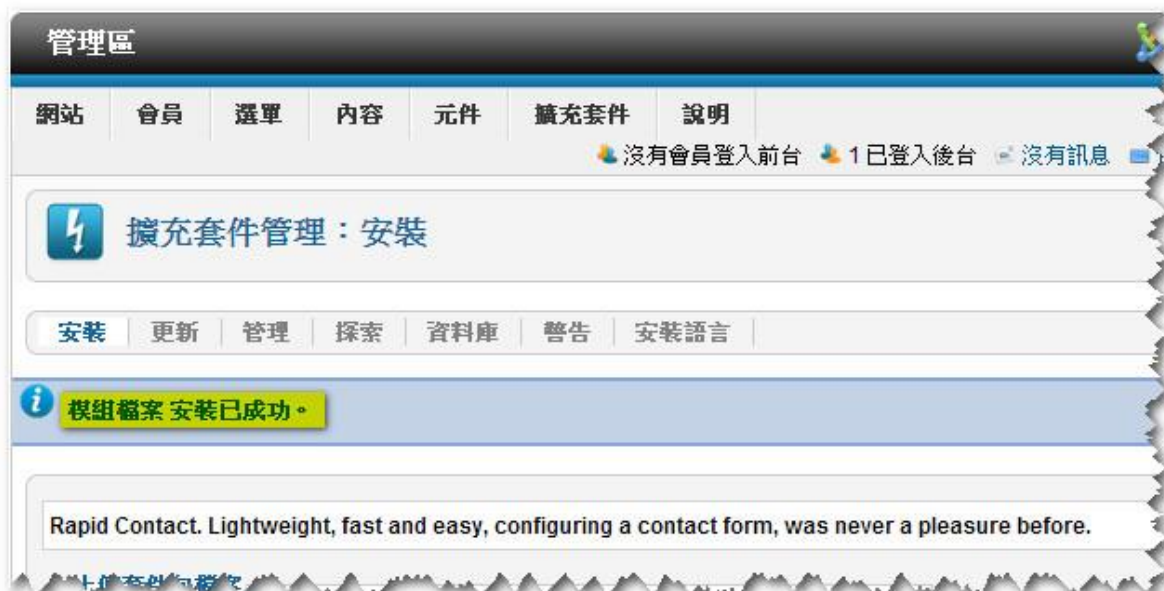 管理區
網站 會員 選單 內容 元件 擴充套件 說明
沒有會員登入前台 1 已登入後台 沒有訊息
擴充套件管理：安裝
安裝 更新 管理 探索 資料庫 警告 安裝語言
模組檔案 安裝已成功。
Rapid Contact. Lightweight, fast and easy, configuring a contact form, was never a pleasure before.